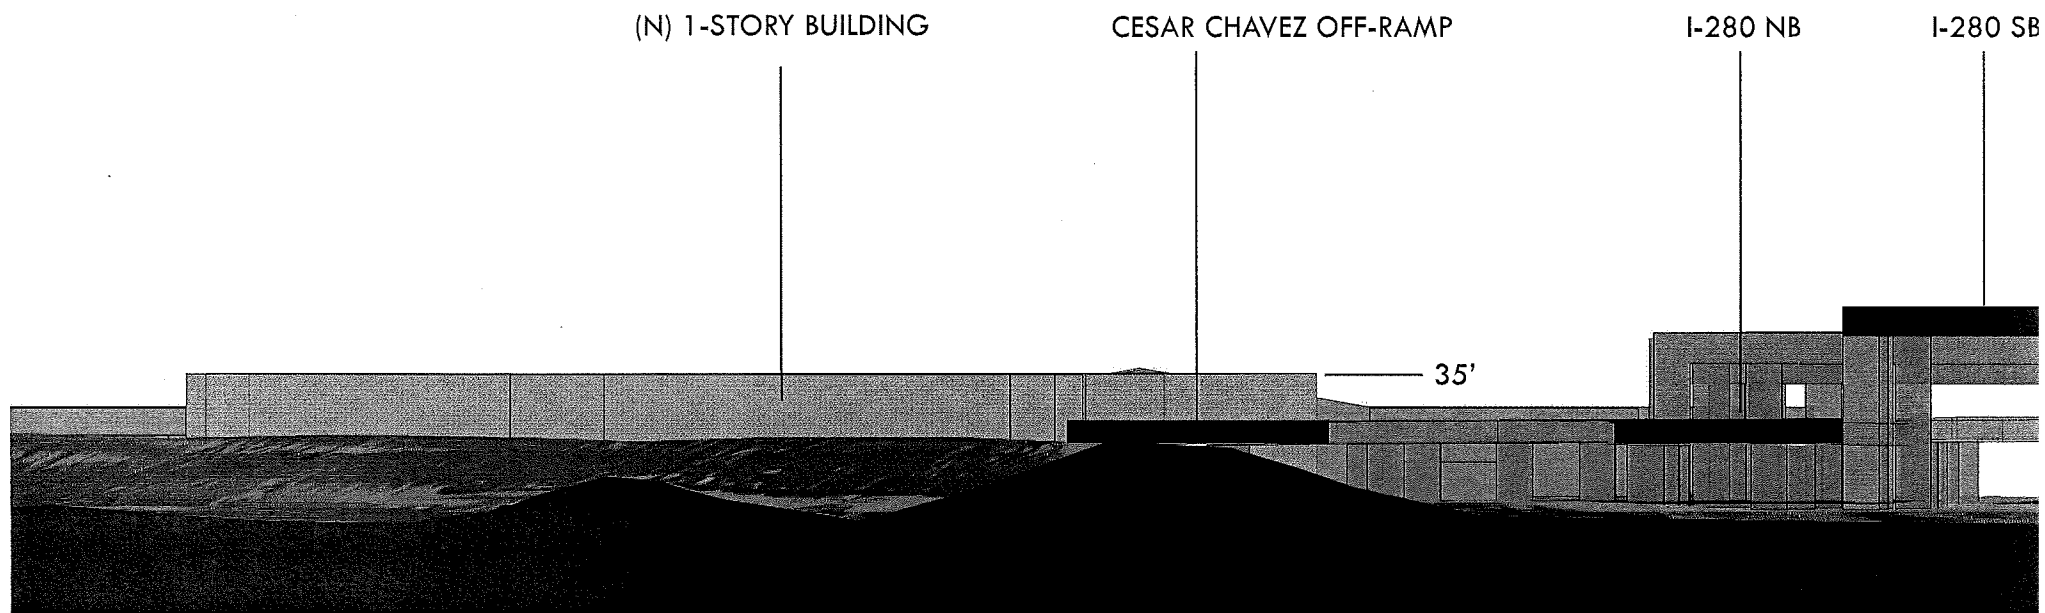 (N) 1-STORY BUILDING
CESAR CHAVEZ OFF-RAMP
I-280 NB
I-280 SB
35'